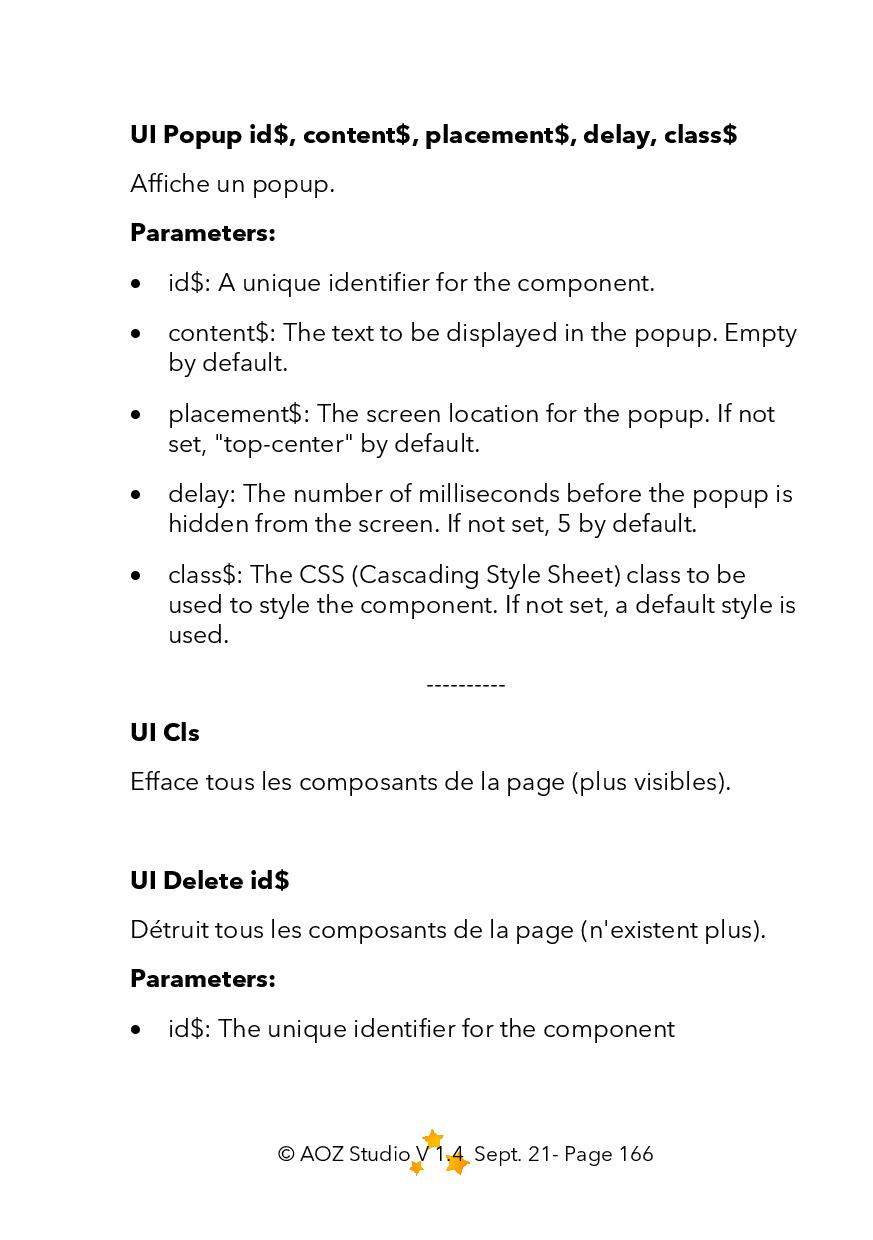 UI Popup id$, content$, placement$, delay, class$
Affiche un popup.
Parameters:
• id$: A unique identifier for the component.
• content$: The text to be displayed in the popup. Empty
by default.
• placement$: The screen location for the popup. If not
set, "top-center" by default.
• delay: The number of milliseconds before the popup is
hidden from the screen. If not set, 5 by default.
• class$: The CSS (Cascading Style Sheet) class to be
used to style the component. If not set, a default style is
used.
----------
UI Cls
Efface tous les composants de la page (plus visibles).
UI Delete id$
Détruit tous les composants de la page (n'existent plus).
Parameters:
• id$: The unique identifier for the component
© AOZ Studio V 1.4 Sept. 21- Page 166